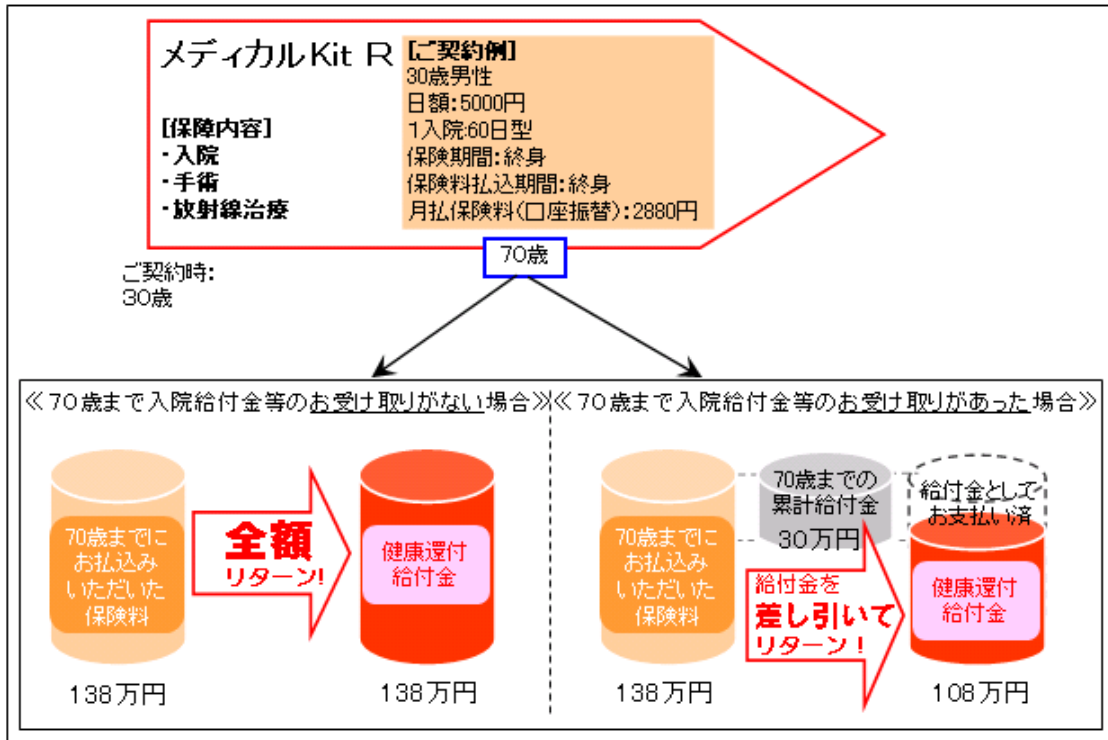 メディカルKit R
[保障内容]
・入院
・手術
・放射線治療
[ご契約例]
30歳男性
日額:5000円
1入院:60日型
保険期間:終身
保険料払込期間:終身
月払保険料(口座振替):2880円
70歳
ご契約時:
30歳
≪70歳まで入院給付金等のお受け取りがない場合≫
70歳までに
お払込み
いただいた
保険料
全額
リターン!
健康還付
給付金
138万円
138万円
≪70歳まで入院給付金等のお受け取りがあった場合≫
70歳までに
お払込み
いただいた
保険料
70歳までの
累計給付金
30万円
給付金として
お支払い済
給付金を
差し引いて
リターン!
健康還付
給付金
138万円
108万円